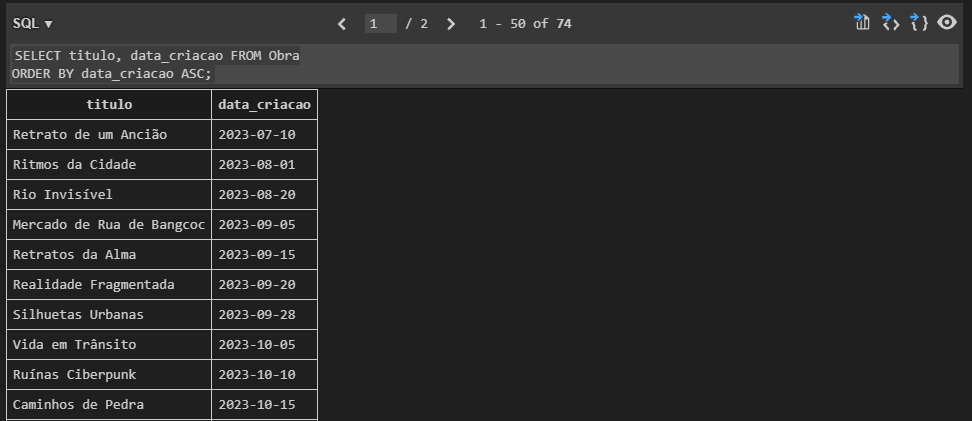 SQL ▼ < 1 / 2 > 1 - 50 of 74
SELECT titulo, data_criacao FROM Obra
ORDER BY data_criacao ASC;
titulo data_criacao
Retrato de um Ancião 2023-07-10
Ritmos da Cidade 2023-08-01
Rio Invisível 2023-08-20
Mercado de Rua de Bangcoc 2023-09-05
Retratos da Alma 2023-09-15
Realidade Fragmentada 2023-09-20
Silhuetas Urbanas 2023-09-28
Vida em Trânsito 2023-10-05
Ruínas Ciberpunk 2023-10-10
Caminhos de Pedra 2023-10-15